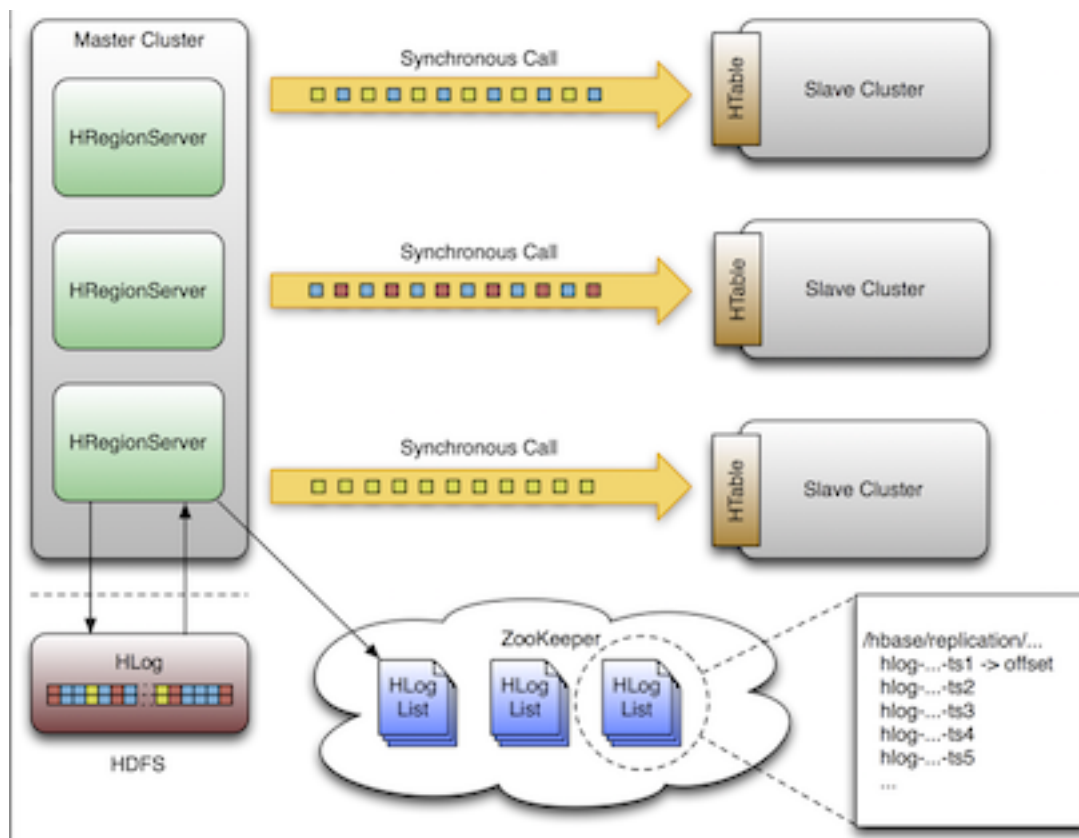 Master Cluster
HRegionServer
HRegionServer
HRegionServer
Synchronous Call
HTable
Slave Cluster
Synchronous Call
HTable
Slave Cluster
Synchronous Call
HTable
Slave Cluster
HLog
HDFS
ZooKeeper
HLog
List
HLog
List
HLog
List
/hbase/replication/...
hlog-...-ts1 -> offset
hlog-...-ts2
hlog-...-ts3
hlog-...-ts4
hlog-...-ts5
...